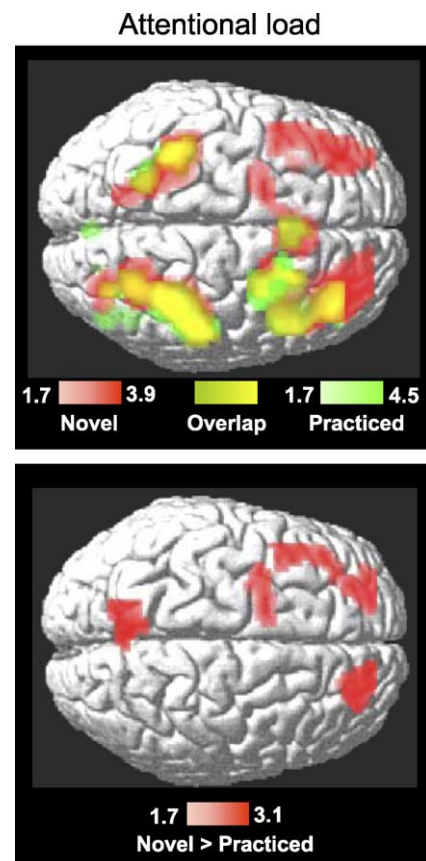 Attentional load
1.7 3.9 1.7 4.5
Novel Overlap Practiced
1.7 3.1
Novel > Practiced